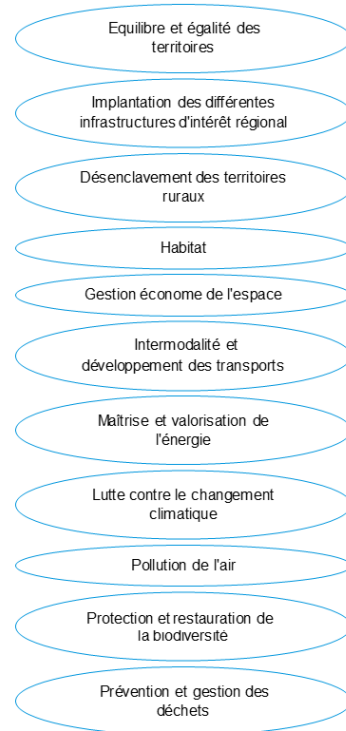 Equilibre et égalité des
territoires
Implantation des différentes
infrastructures d'intérêt régional
Désenclavement des territoires
ruraux
Habitat
Gestion économe de l'espace
Intermodalité et
développement des transports
Maîtrise et valorisation de
l'énergie
Lutte contre le changement
climatique
Pollution de l'air
Protection et restauration de
la biodiversité
Prévention et gestion des
déchets